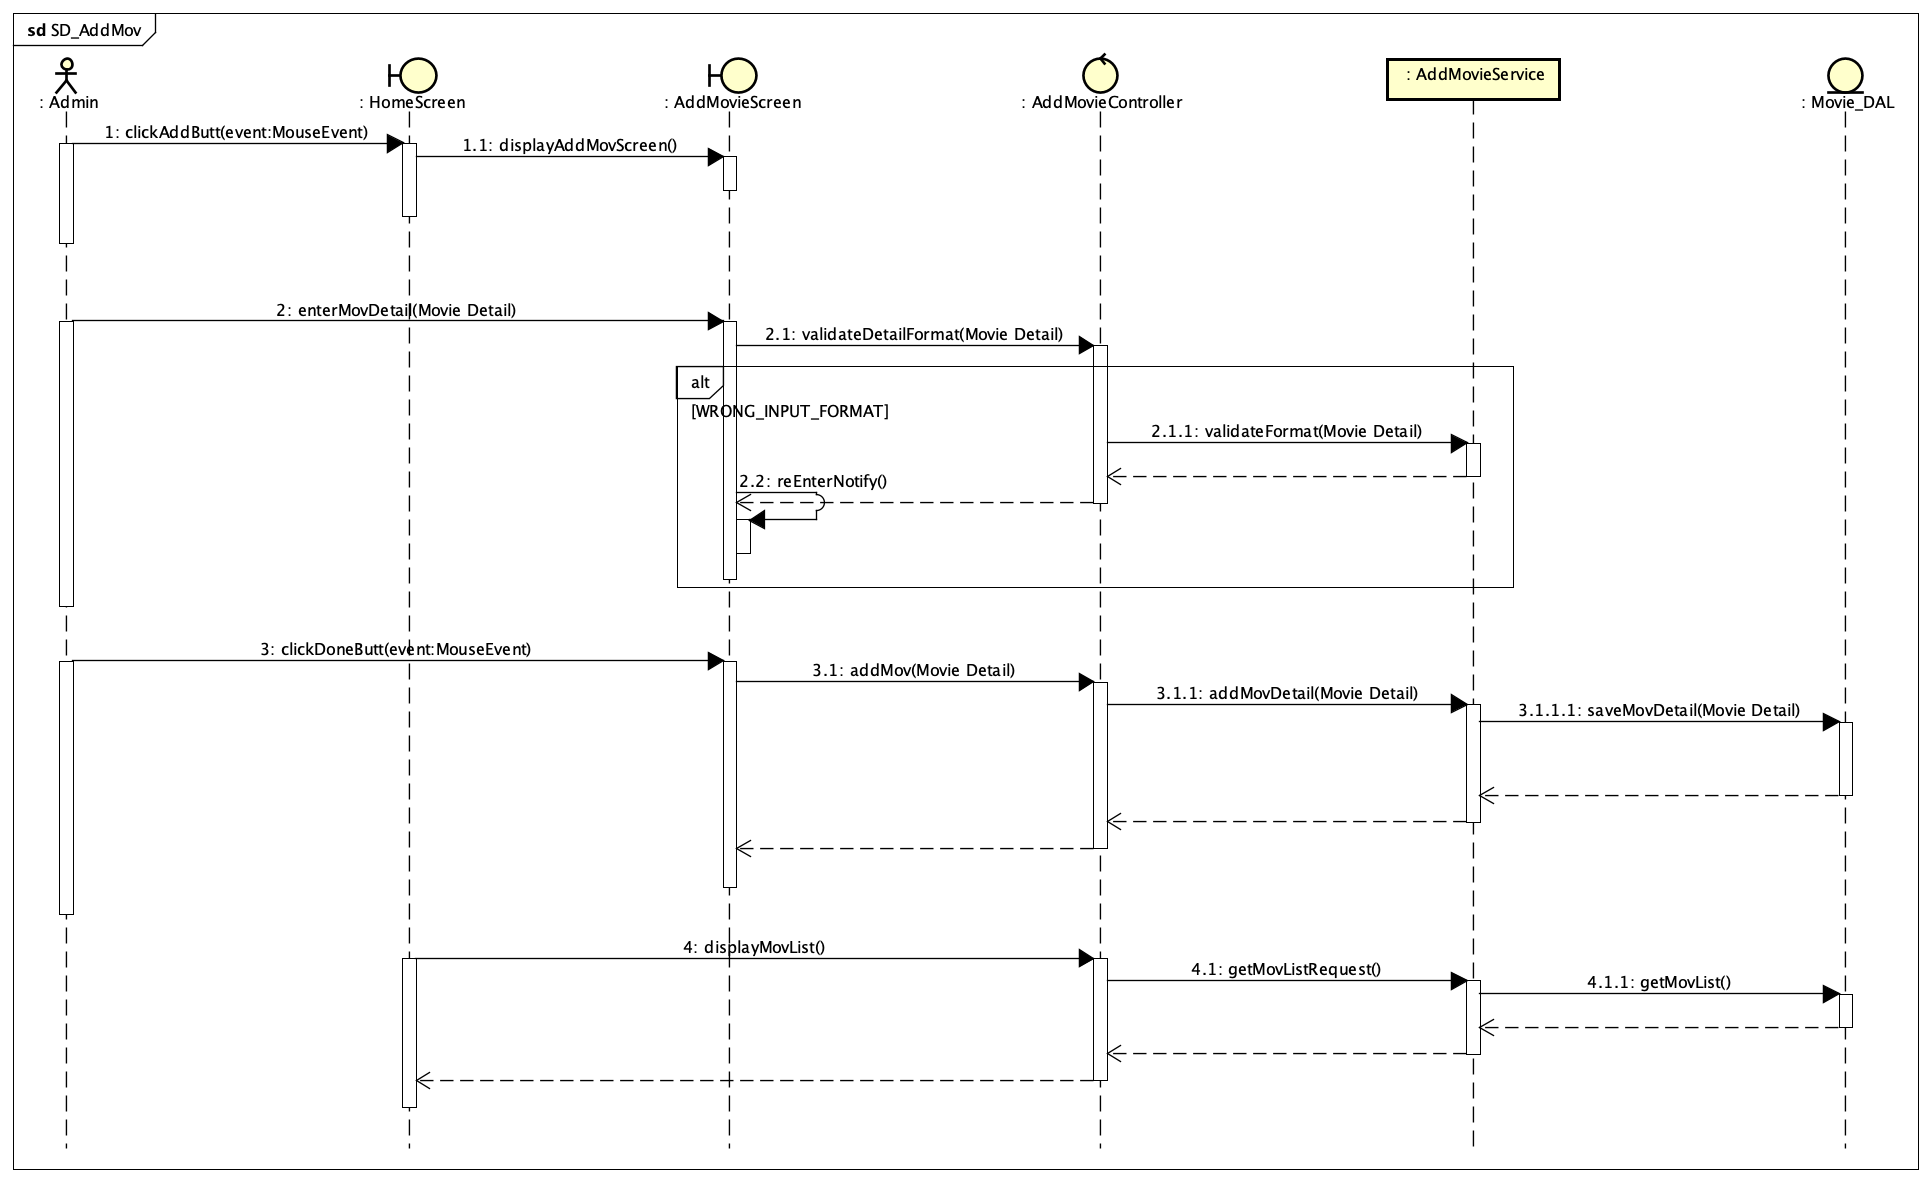 sd SD_AddMov
: Admin
: HomeScreen
: AddMovieScreen
: AddMovieController
: AddMovieService
: Movie_DAL
1: clickAddButt(event:MouseEvent)
1.1: displayAddMovScreen()
2: enterMovDetail(Movie Detail)
2.1: validateDetailFormat(Movie Detail)
alt
[WRONG_INPUT_FORMAT]
2.1.1: validateFormat(Movie Detail)
2.2: reEnterNotify()
3: clickDoneButt(event:MouseEvent)
3.1: addMov(Movie Detail)
3.1.1: addMovDetail(Movie Detail)
3.1.1.1: saveMovDetail(Movie Detail)
4: displayMovList()
4.1: getMovListRequest()
4.1.1: getMovList()